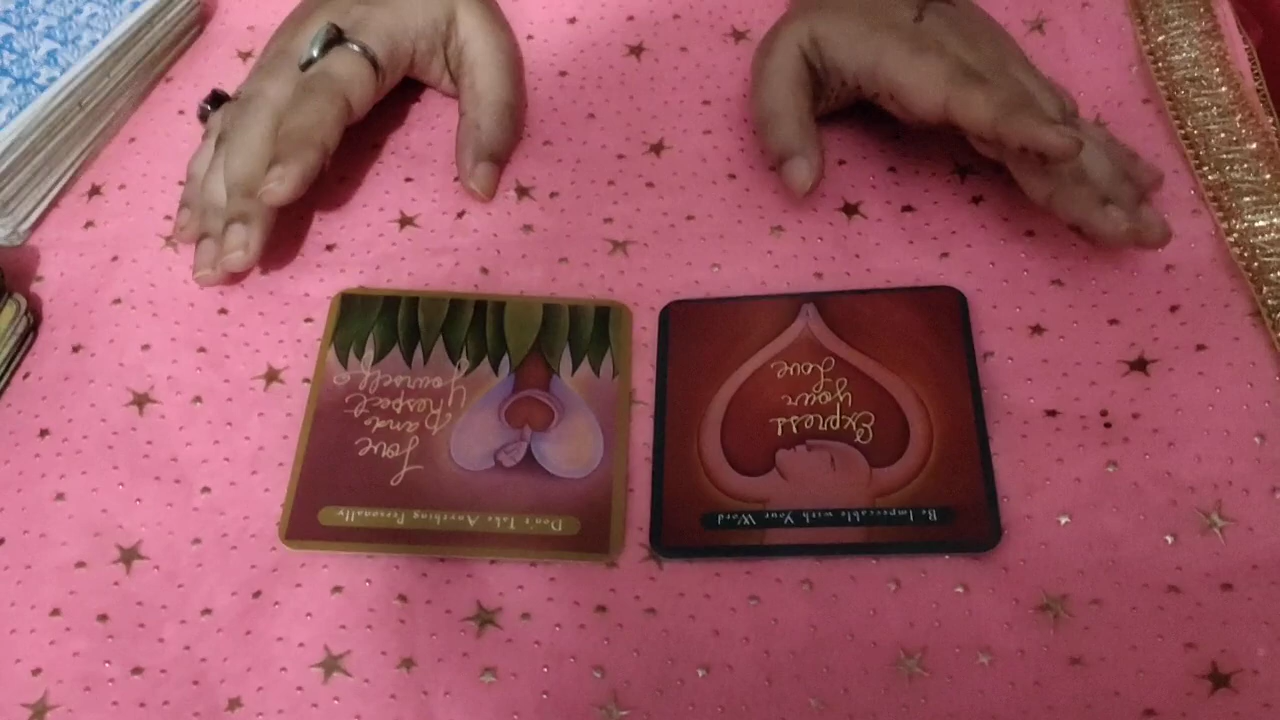 Be Impeccable with Your Word
Express
your
Love
Don't Take Anything Personally
Love
and
Respect
Yourself